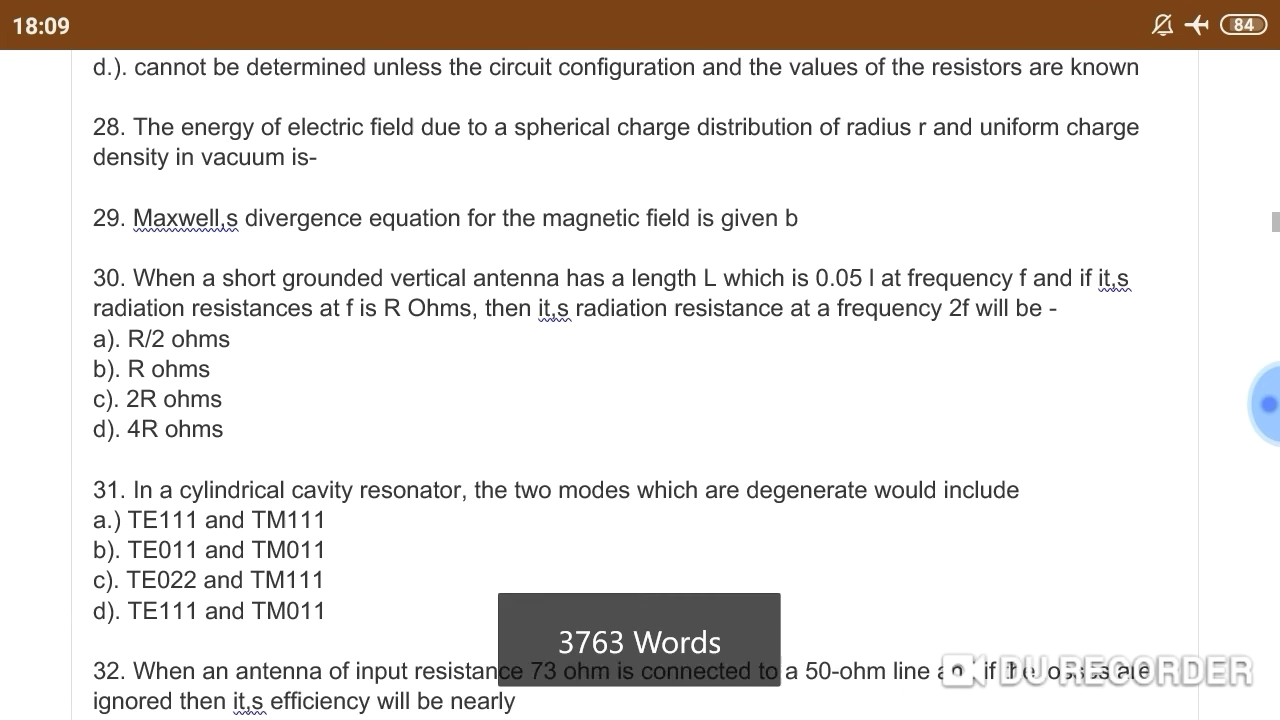 18:09
84
d.). cannot be determined unless the circuit configuration and the values of the resistors are known
28. The energy of electric field due to a spherical charge distribution of radius r and uniform charge
density in vacuum is-
29. Maxwell,s divergence equation for the magnetic field is given b
30. When a short grounded vertical antenna has a length L which is 0.05 l at frequency f and if it,s
radiation resistances at f is R Ohms, then it,s radiation resistance at a frequency 2f will be -
a). R/2 ohms
b). R ohms
c). 2R ohms
d). 4R ohms
31. In a cylindrical cavity resonator, the two modes which are degenerate would include
a.) TE111 and TM111
b). TE011 and TM011
c). TE022 and TM111
d). TE111 and TM011
3763 Words
32. When an antenna of input resistance 73 ohm is connected to a 50-ohm line if the losses are
DU RECORDER
ignored then it,s efficiency will be nearly